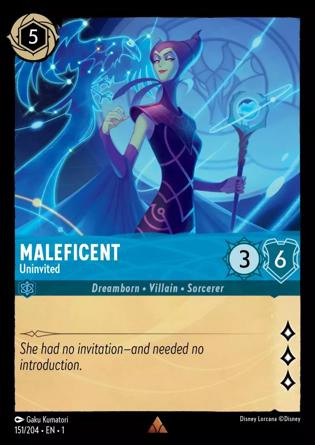 5
MALEFICENT
Uninvited
3
6
Dreamborn • Villain • Sorcerer
She had no invitation—and needed no
introduction.
Gaku Kumatori
151/204 • EN • 1
Disney Lorcana ©Disney